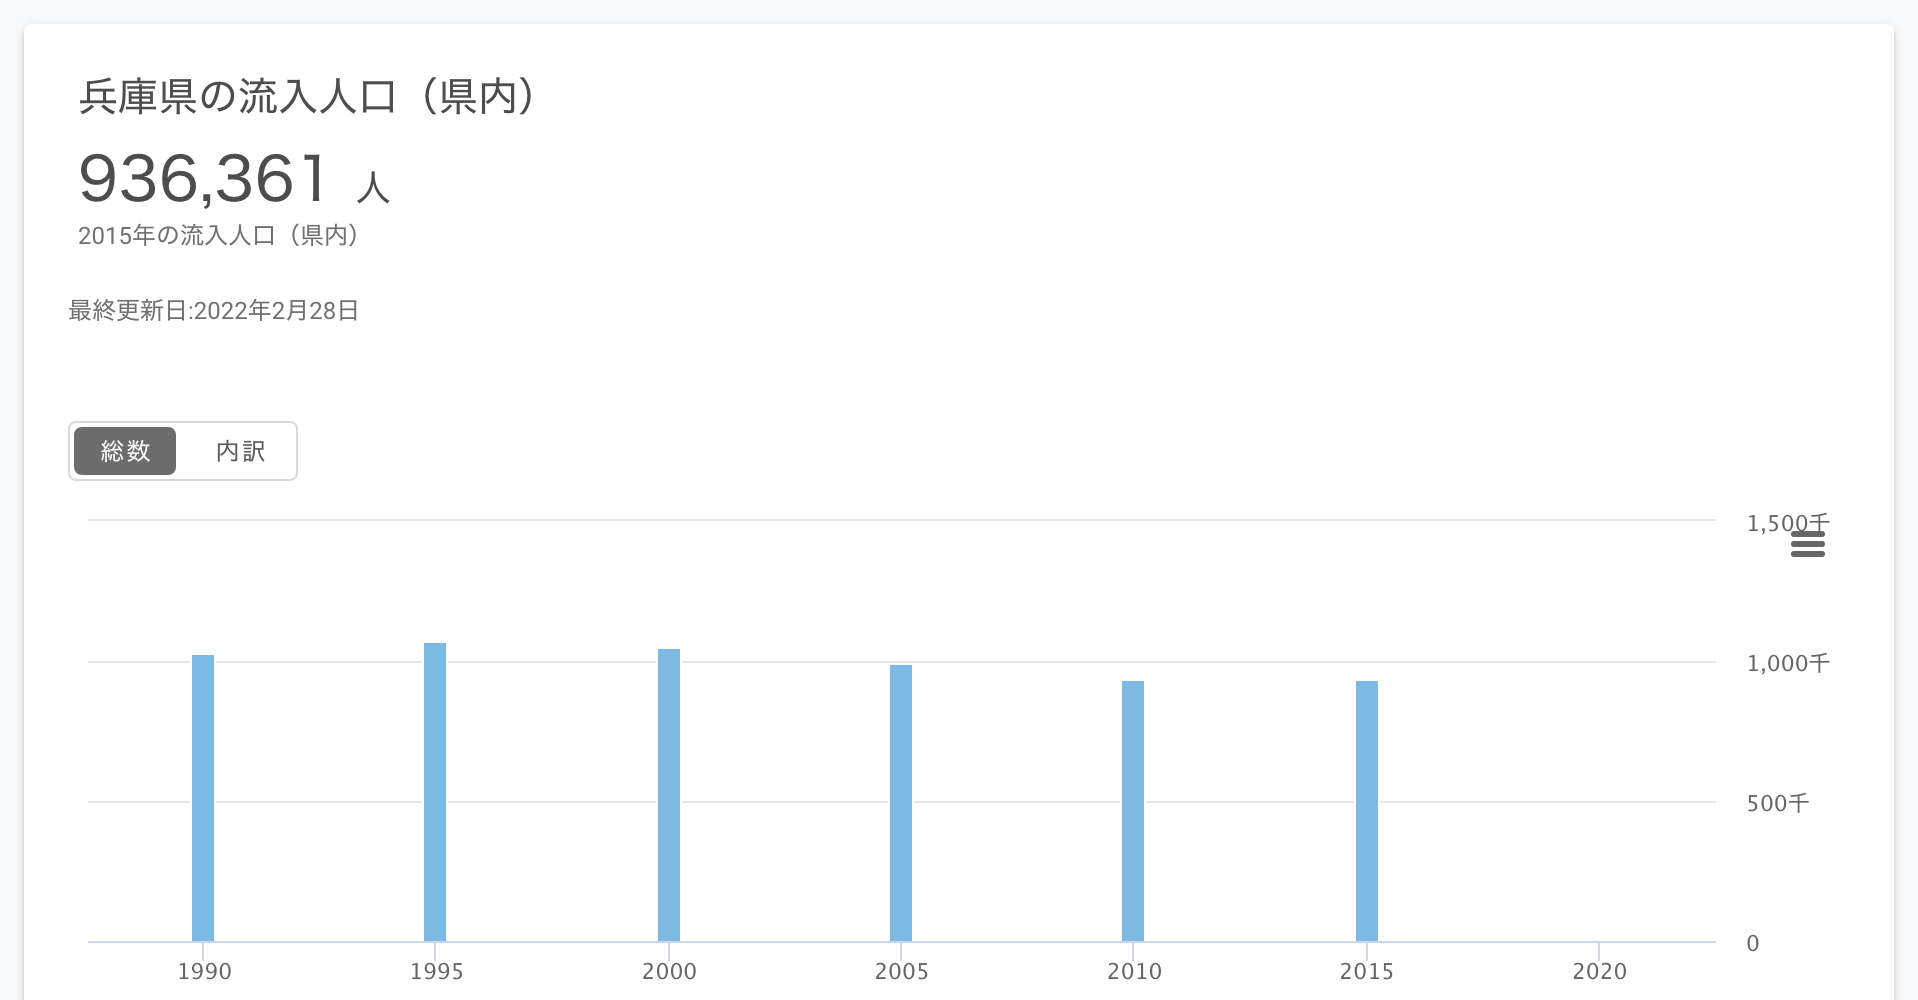 兵庫県の流入人口（県内）
936,361 人
2015年の流入人口（県内）
最終更新日:2022年2月28日
総数 内訳
1,500千
1,000千
500千
0
1990 1995 2000 2005 2010 2015 2020